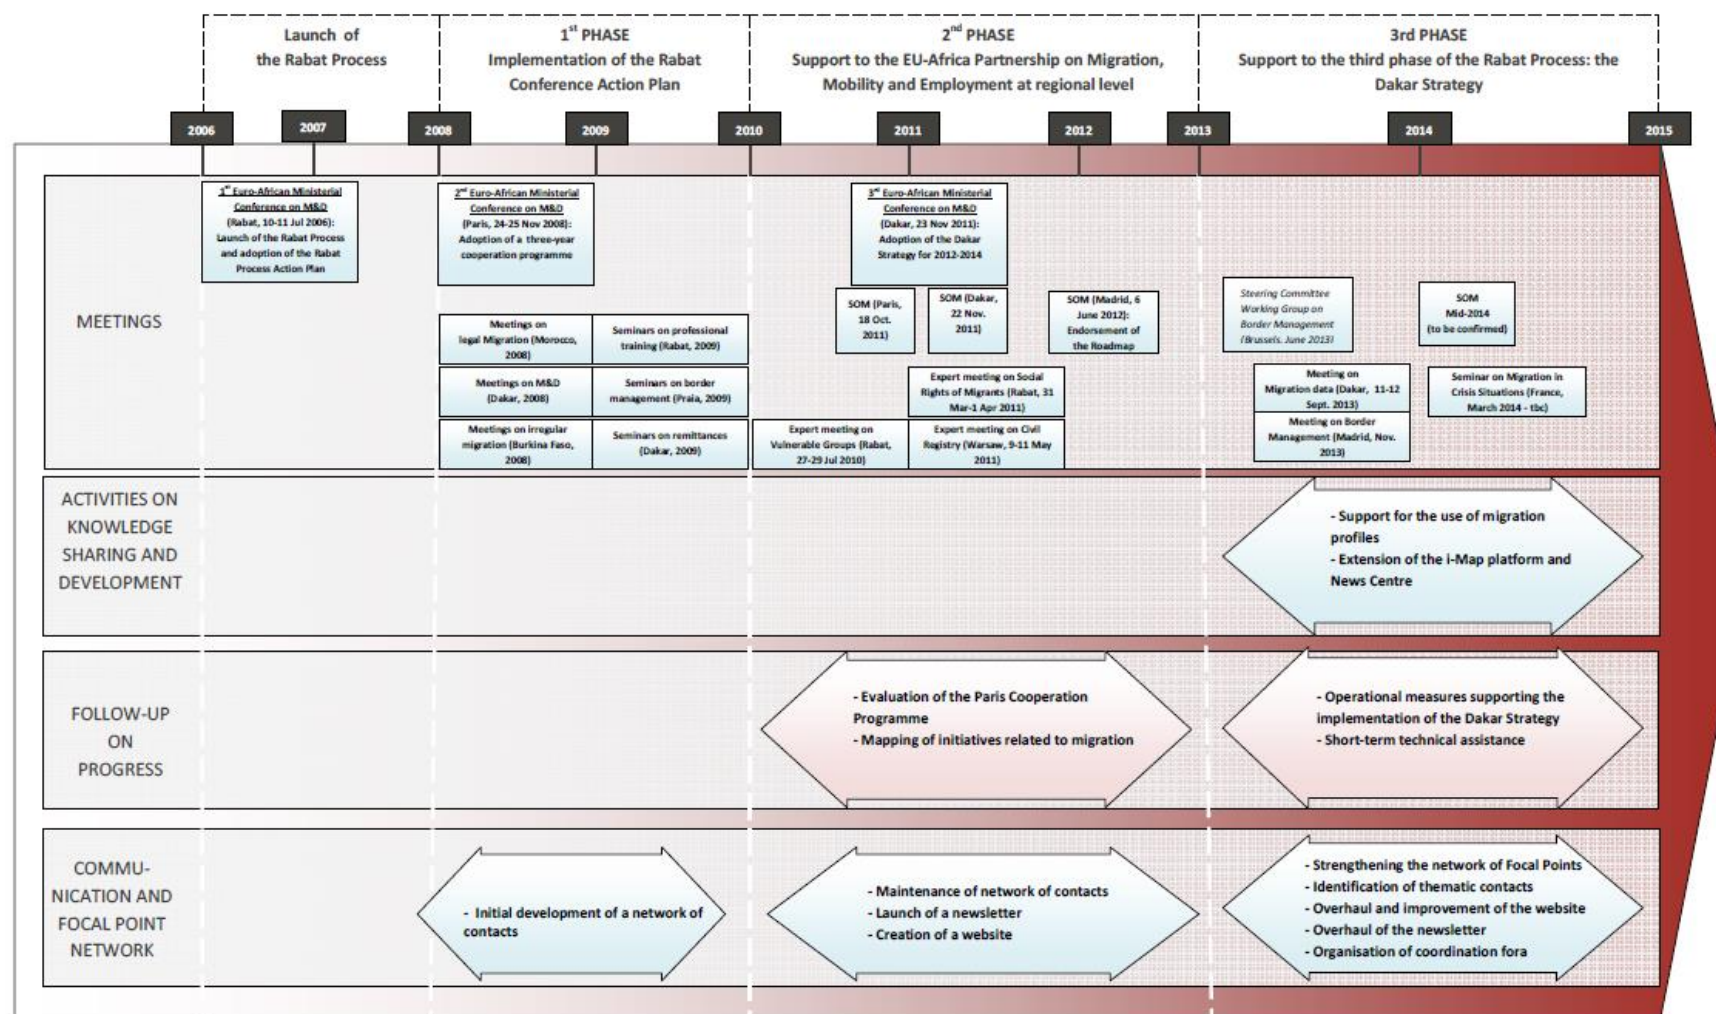 Launch of
the Rabat Process
1st PHASE
Implementation of the Rabat
Conference Action Plan
2nd PHASE
Support to the EU-Africa Partnership on Migration,
Mobility and Employment at regional level
3rd PHASE
Support to the third phase of the Rabat Process: the
Dakar Strategy
2006
2007
2008
2009
2010
2011
2012
2013
2014
2015
MEETINGS
1st Euro-African Ministerial
Conference on M&D
(Rabat, 10-11 Jul 2006):
Launch of the Rabat Process
and adoption of the Rabat
Process Action Plan
2nd Euro-African Ministerial
Conference on M&D
(Paris, 24-25 Nov 2008):
Adoption of a three-year
cooperation programme
3rd Euro-African Ministerial
Conference on M&D
(Dakar, 23 Nov 2011):
Adoption of the Dakar
Strategy for 2012-2014
SOM (Paris,
18 Oct.
2011)
SOM (Dakar,
22 Nov.
2011)
SOM (Madrid, 6
June 2012):
Endorsement of
the Roadmap
Steering Committee
Working Group on
Border Management
(Brussels. June 2013)
SOM
Mid-2014
(to be confirmed)
Meetings on
legal Migration (Morocco,
2008)
Seminars on professional
training (Rabat, 2009)
Meetings on M&D
(Dakar, 2008)
Seminars on border
management (Praia, 2009)
Expert meeting on Social
Rights of Migrants (Rabat, 31
Mar-1 Apr 2011)
Meeting on
Migration data (Dakar, 11-12
Sept. 2013)
Seminar on Migration in
Crisis Situations (France,
March 2014 - tbc)
Meetings on irregular
migration (Burkina Faso,
2008)
Seminars on remittances
(Dakar, 2009)
Expert meeting on
Vulnerable Groups (Rabat,
27-29 Jul 2010)
Expert meeting on Civil
Registry (Warsaw, 9-11 May
2011)
Meeting on Border
Management (Madrid, Nov.
2013)
ACTIVITIES ON
KNOWLEDGE
SHARING AND
DEVELOPMENT
- Support for the use of migration
profiles
- Extension of the i-Map platform and
News Centre
FOLLOW-UP
ON
PROGRESS
- Evaluation of the Paris Cooperation
Programme
- Mapping of initiatives related to migration
- Operational measures supporting the
implementation of the Dakar Strategy
- Short-term technical assistance
COMMU-
NICATION AND
FOCAL POINT
NETWORK
- Initial development of a network of
contacts
- Maintenance of network of contacts
- Launch of a newsletter
- Creation of a website
- Strengthening the network of Focal Points
- Identification of thematic contacts
- Overhaul and improvement of the website
- Overhaul of the newsletter
- Organisation of coordination fora